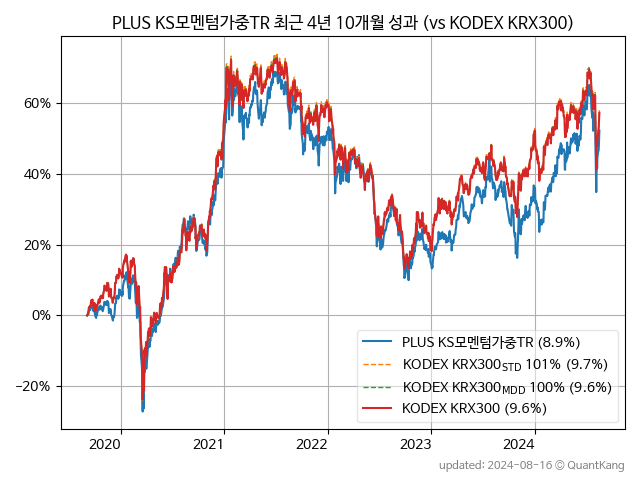 PLUS KS모멘텀가중TR 최근 4년 10개월 성과 (vs KODEX KRX300)
60%
40%
20%
0%
−20%
PLUS KS모멘텀가중TR (8.9%)
KODEX KRX300STD 101% (9.7%)
KODEX KRX300MDD 100% (9.6%)
KODEX KRX300 (9.6%)
2020 2021 2022 2023 2024
updated: 2024-08-16 © QuantKang